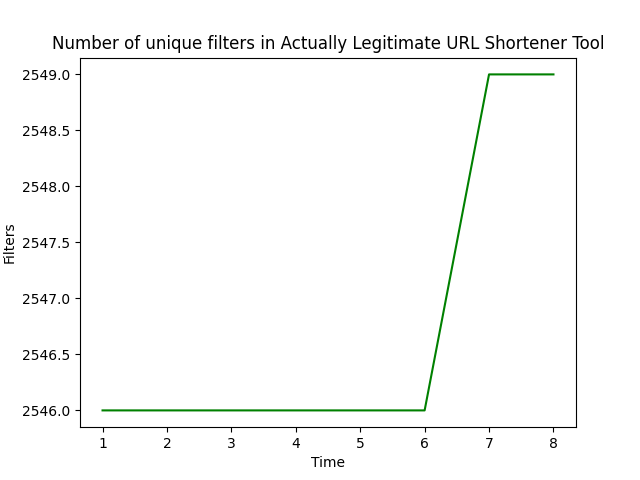 Number of unique filters in Actually Legitimate URL Shortener Tool
2549.0
2548.5
2548.0
2547.5
2547.0
2546.5
2546.0
Filters
1 2 3 4 5 6 7 8
Time